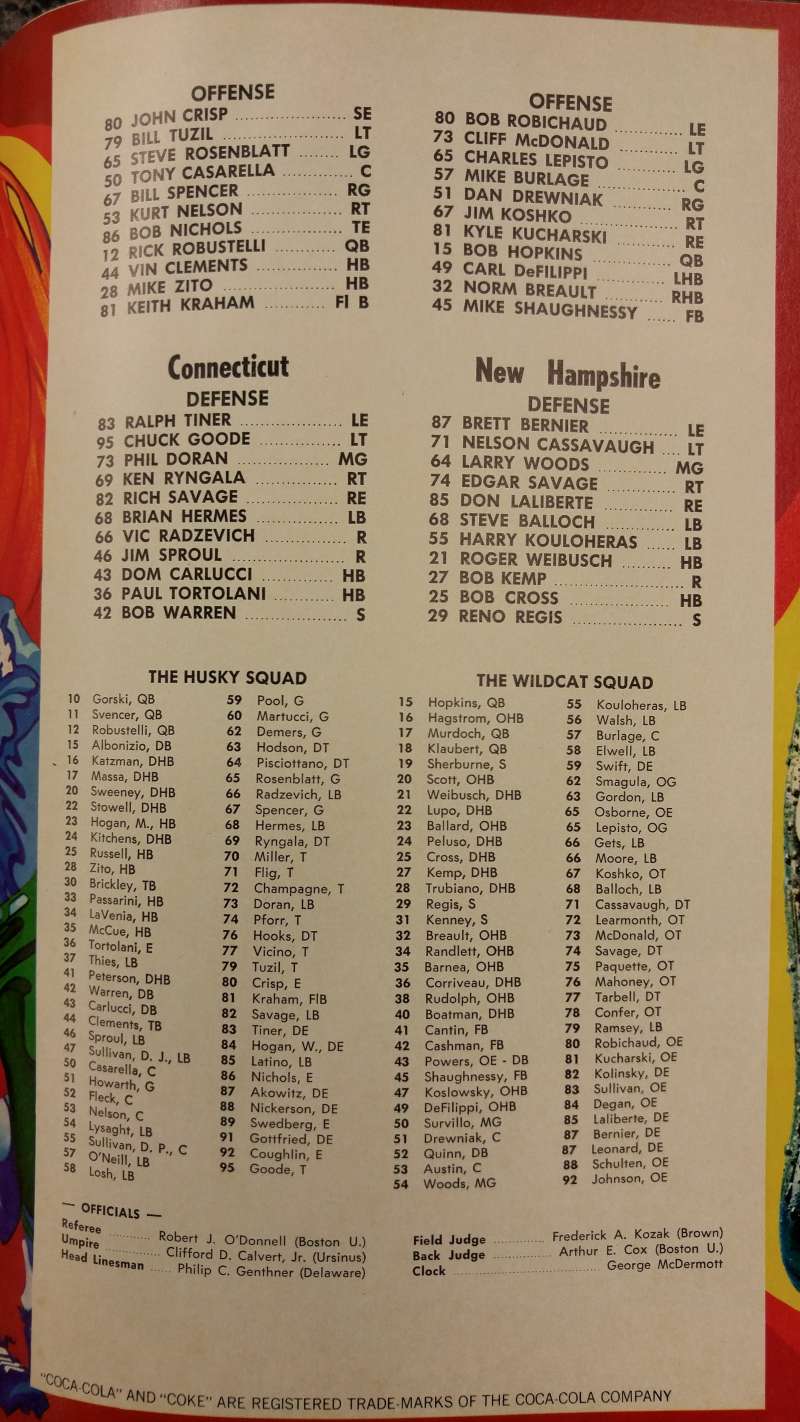 OFFENSE
80 JOHN CRISP ..................... SE
79 BILL TUZIL ....................... LT
65 STEVE ROSENBLATT ........ LG
50 TONY CASARELLA ............. C
67 BILL SPENCER .................. RG
53 KURT NELSON ................. RT
86 BOB NICHOLS .................. TE
12 RICK ROBUSTELLI ............ QB
44 VIN CLEMENTS ............... HB
28 MIKE ZITO ...................... HB
81 KEITH KRAHAM ............ Fl B
Connecticut
DEFENSE
83 RALPH TINER .................... LE
95 CHUCK GOODE ............... LT
73 PHIL DORAN ................. MG
69 KEN RYNGALA ................ RT
82 RICH SAVAGE ................. RE
68 BRIAN HERMES ................ LB
66 VIC RADZEVICH ............... R
46 JIM SPROUL ..................... R
43 DOM CARLUCCI ............. HB
36 PAUL TORTOLANI ........... HB
42 BOB WARREN ................... S
OFFENSE
80 BOB ROBICHAUD ............. LE
73 CLIFF McDONALD ............ LT
65 CHARLES LEPISTO ........... LG
57 MIKE BURLAGE ................ C
51 DAN DREWNIAK ............ RG
67 JIM KOSHKO .................. RT
81 KYLE KUCHARSKI ........... RE
15 BOB HOPKINS ............... QB
49 CARL DeFILIPPI ............ LHB
32 NORM BREAULT ........... RHB
45 MIKE SHAUGHNESSY ...... FB
New Hampshire
DEFENSE
87 BRETT BERNIER ............... LE
71 NELSON CASSAVAUGH .... LT
64 LARRY WOODS ............. MG
74 EDGAR SAVAGE ............. RT
85 DON LALIBERTE ............. RE
68 STEVE BALLOCH .............. LB
55 HARRY KOULOHERAS ...... LB
21 ROGER WEIBUSCH .......... HB
27 BOB KEMP ........................ R
25 BOB CROSS ................... HB
29 RENO REGIS ..................... S
THE HUSKY SQUAD
10 Gorski, QB
11 Svencer, QB
12 Robustelli, QB
15 Albonizio, DB
16 Katzman, DHB
17 Massa, DHB
20 Sweeney, DHB
22 Stowell, DHB
23 Hogan, M., HB
24 Kitchens, DHB
25 Russell, HB
28 Zito, HB
30 Brickley, TB
33 Passarini, HB
34 LaVenia, HB
35 McCue, HB
36 Tortolani, E
37 Thies, LB
41 Peterson, DHB
42 Warren, DB
43 Carlucci, DB
44 Clements, TB
46 Sproul, LB
47 Sullivan, D. J., LB
50 Casarella, C
51 Howarth, G
52 Fleck, C
53 Nelson, C
54 Lysaght, LB
55 Sullivan, D. P., C
57 O'Neill, LB
58 Losh, LB
59 Pool, G
60 Martucci, G
62 Demers, G
63 Hodson, DT
64 Pisciottano, DT
65 Rosenblatt, G
66 Radzevich, LB
67 Spencer, G
68 Hermes, LB
69 Ryngala, DT
70 Miller, T
71 Flig, T
72 Champagne, T
73 Doran, LB
74 Pforr, T
76 Hooks, DT
77 Vicino, T
79 Tuzil, T
80 Crisp, E
81 Kraham, FlB
82 Savage, LB
83 Tiner, DE
84 Hogan, W., DE
85 Latino, LB
86 Nichols, E
87 Akowitz, DE
88 Nickerson, DE
89 Swedberg, E
91 Gottfried, DE
92 Coughlin, E
95 Goode, T
THE WILDCAT SQUAD
15 Hopkins, QB
16 Hagstrom, OHB
17 Murdoch, QB
18 Klaubert, QB
19 Sherburne, S
20 Scott, OHB
21 Weibusch, DHB
22 Lupo, DHB
23 Ballard, OHB
24 Peluso, DHB
25 Cross, DHB
27 Kemp, DHB
28 Trubiano, DHB
29 Regis, S
31 Kenney, S
32 Breault, OHB
34 Randlett, OHB
35 Barnea, OHB
36 Corriveau, DHB
38 Rudolph, OHB
40 Boatman, DHB
41 Cantin, FB
42 Cashman, FB
43 Powers, OE - DB
45 Shaughnessy, FB
47 Koslowsky, OHB
49 DeFilippi, OHB
50 Survillo, MG
51 Drewniak, C
52 Quinn, DB
53 Austin, C
54 Woods, MG
55 Kouloheras, LB
56 Walsh, LB
57 Burlage, C
58 Elwell, LB
59 Swift, DE
62 Smagula, OG
63 Gordon, LB
65 Osborne, OE
65 Lepisto, OG
66 Gets, LB
66 Moore, LB
67 Koshko, OT
68 Balloch, LB
71 Cassavaugh, DT
72 Learmonth, OT
73 McDonald, OT
74 Savage, DT
75 Paquette, OT
76 Mahoney, OT
77 Tarbell, DT
78 Confer, OT
79 Ramsey, LB
80 Robichaud, OE
81 Kucharski, OE
82 Kolinsky, DE
83 Sullivan, OE
84 Degan, OE
85 Laliberte, DE
87 Bernier, DE
87 Leonard, DE
88 Schulten, OE
92 Johnson, OE
— OFFICIALS —
Referee ........... Robert J. O'Donnell (Boston U.)
Umpire .............. Clifford D. Calvert, Jr. (Ursinus)
Head Linesman ..... Philip C. Genthner (Delaware)
Field Judge ............ Frederick A. Kozak (Brown)
Back Judge .............. Arthur E. Cox (Boston U.)
Clock ................................. George McDermott
"COCA-COLA" AND "COKE" ARE REGISTERED TRADE-MARKS OF THE COCA-COLA COMPANY